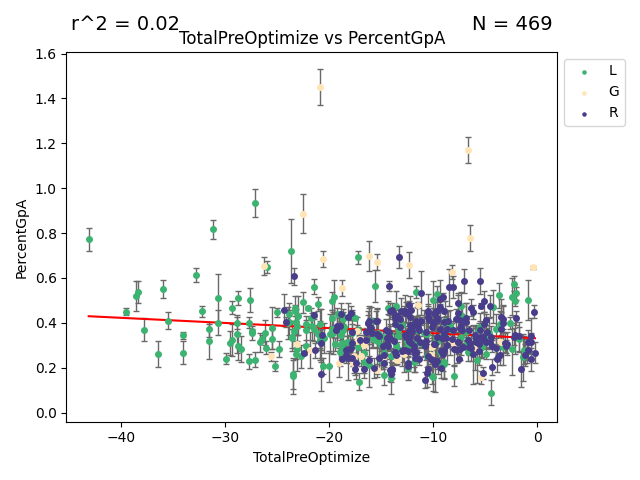 r^2 = 0.02
N = 469
TotalPreOptimize vs PercentGpA
L
G
R
PercentGpA
1.6
1.4
1.2
1.0
0.8
0.6
0.4
0.2
0.0
−40
−30
−20
−10
0
TotalPreOptimize